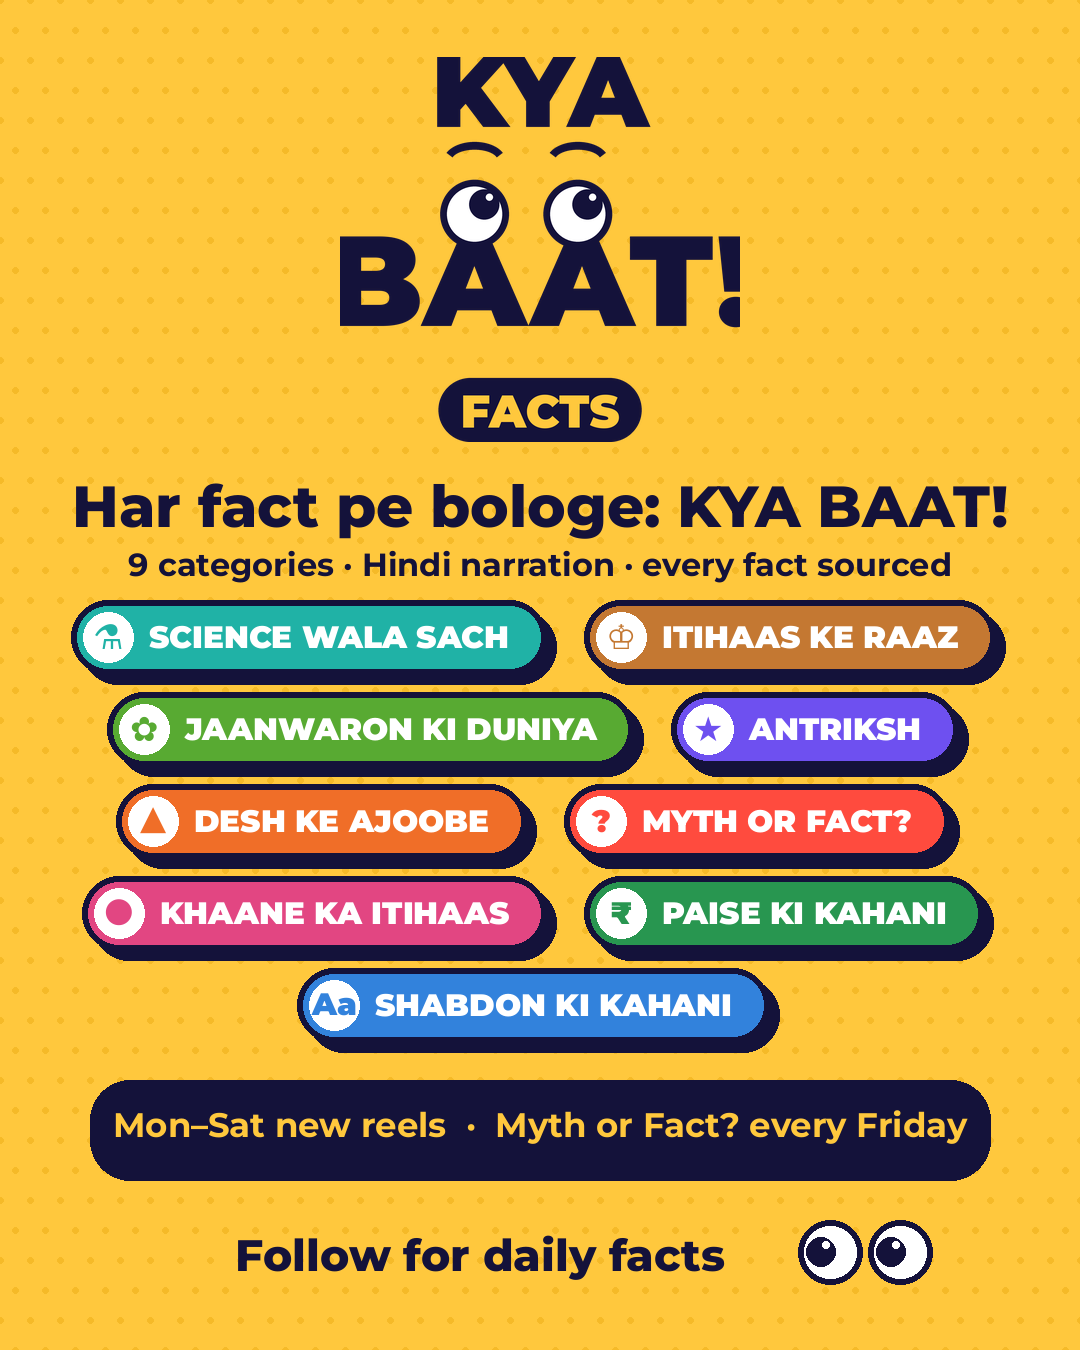 KYA
BAAT!
FACTS
Har fact pe bologe: KYA BAAT!
9 categories · Hindi narration · every fact sourced
SCIENCE WALA SACH
ITIHAAS KE RAAZ
JAANWARON KI DUNIYA
ANTRIKSH
DESH KE AJOOBE
? MYTH OR FACT?
KHAANE KA ITIHAAS
₹ PAISE KI KAHANI
Aa SHABDON KI KAHANI
Mon–Sat new reels · Myth or Fact? every Friday
Follow for daily facts